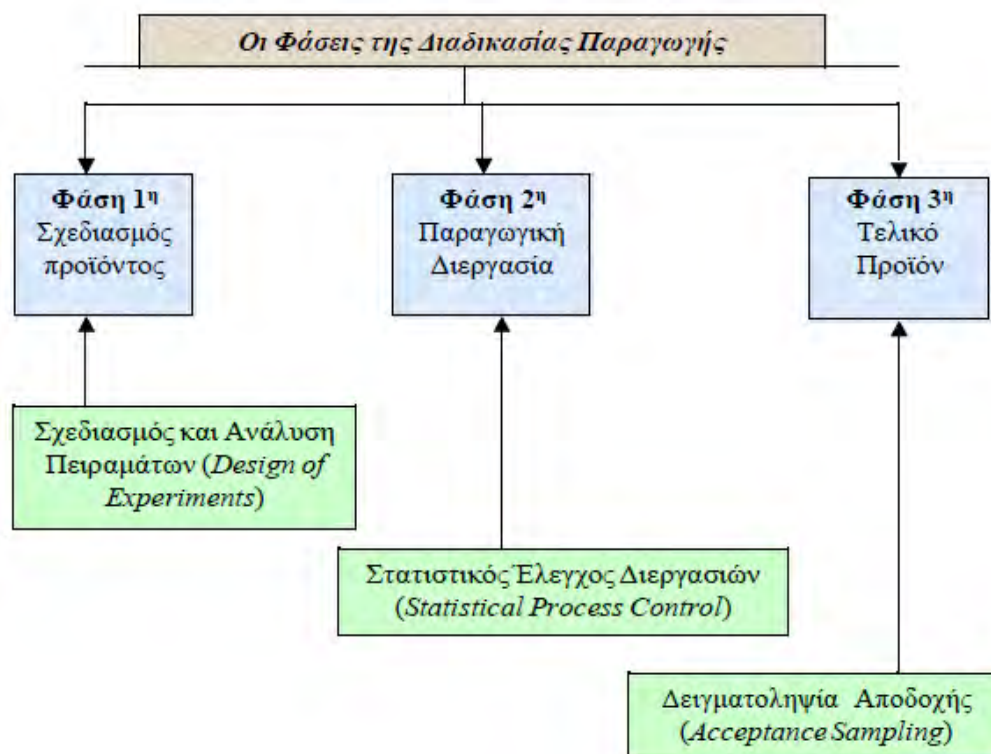 Οι Φάσεις της Διαδικασίας Παραγωγής
Φάση 1η
Σχεδιασμός
προϊόντος
Φάση 2η
Παραγωγική
Διεργασία
Φάση 3η
Τελικό
Προϊόν
Σχεδιασμός και Ανάλυση
Πειραμάτων (Design of
Experiments)
Στατιστικός Έλεγχος Διεργασιών
(Statistical Process Control)
Δειγματοληψία Αποδοχής
(Acceptance Sampling)